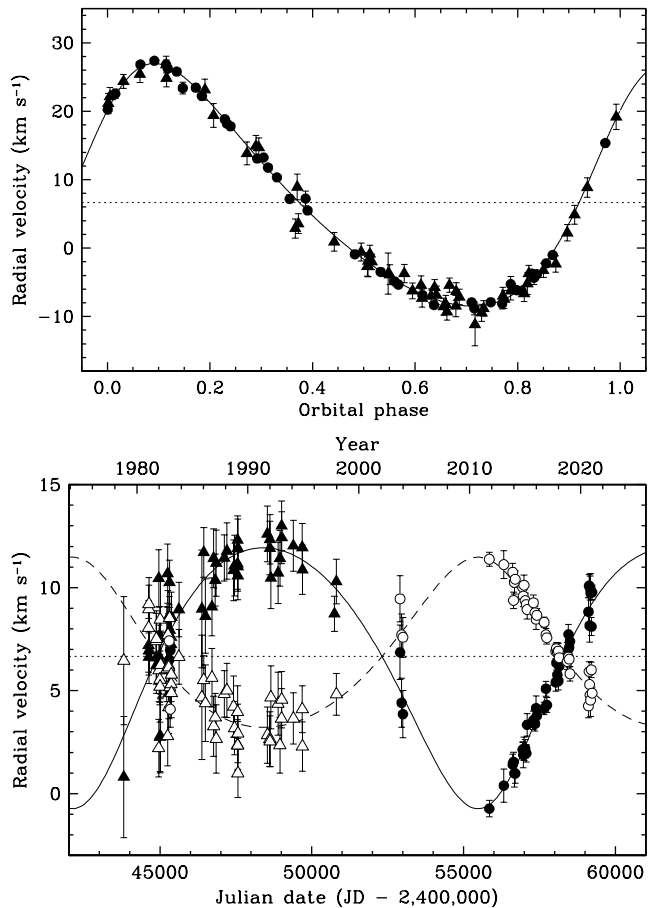 30
20
10
0
−10
Radial velocity (km s⁻¹)
0.0 0.2 0.4 0.6 0.8 1.0
Orbital phase
Year
1980 1990 2000 2010 2020
15
10
5
0
Radial velocity (km s⁻¹)
45000 50000 55000 60000
Julian date (JD − 2,400,000)